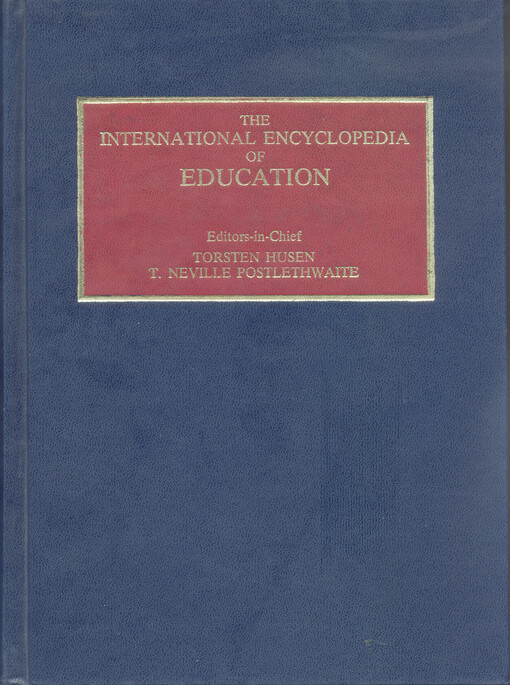 THE
INTERNATIONAL ENCYCLOPEDIA
OF
EDUCATION
Editors-in-Chief
TORSTEN HUSEN
T. NEVILLE POSTLETHWAITE